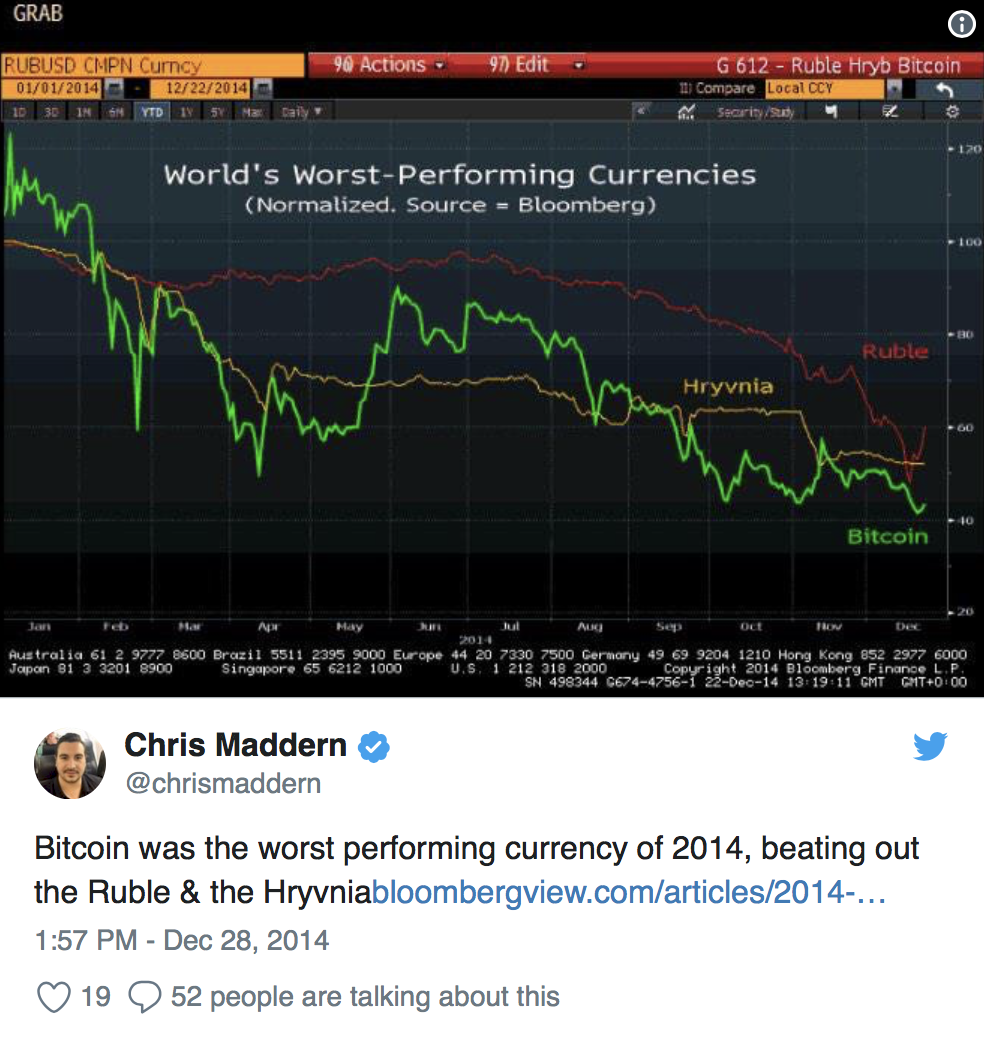 GRAB
RUBUSD CMPN Curncy 90 Actions 97) Edit G 612 - Ruble Hryb Bitcoin
01/01/2014 - 12/22/2014 Compare Local CCY
1D 3D 1M 6M YTD 1Y 5Y Max Daily ▼ « Security/Study
World's Worst-Performing Currencies
(Normalized. Source = Bloomberg)
120
100
80
Ruble
Hryvnia
60
40
Bitcoin
20
Jan Feb Mar Apr May Jun Jul Aug Sep Oct Nov Dec
2014
Australia 61 2 9777 8600 Brazil 5511 2395 9000 Europe 44 20 7330 7500 Germany 49 69 9204 1210 Hong Kong 852 2977 6000
Japan 81 3 3201 8900 Singapore 65 6212 1000 U.S. 1 212 318 2000 Copyright 2014 Bloomberg Finance L.P.
SN 498344 G674-4756-1 22-Dec-14 13:19:11 GMT GMT+0:00
Chris Maddern
@chrismaddern
Bitcoin was the worst performing currency of 2014, beating out
the Ruble & the Hryvniabloombergview.com/articles/2014-…
1:57 PM - Dec 28, 2014
19 52 people are talking about this